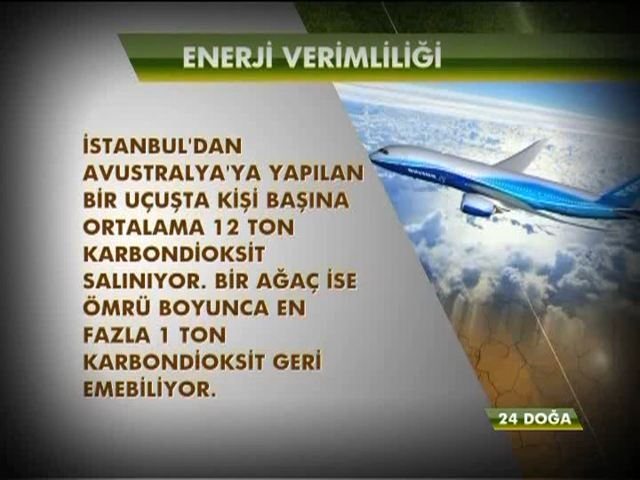 ENERJİ VERİMLİLİĞİ
İSTANBUL'DAN
AVUSTRALYA'YA YAPILAN
BİR UÇUŞTA KİŞİ BAŞINA
ORTALAMA 12 TON
KARBONDİOKSİT
SALINIYOR. BİR AĞAÇ İSE
ÖMRÜ BOYUNCA EN
FAZLA 1 TON
KARBONDİOKSİT GERİ
EMEBİLİYOR.
24 DOĞA